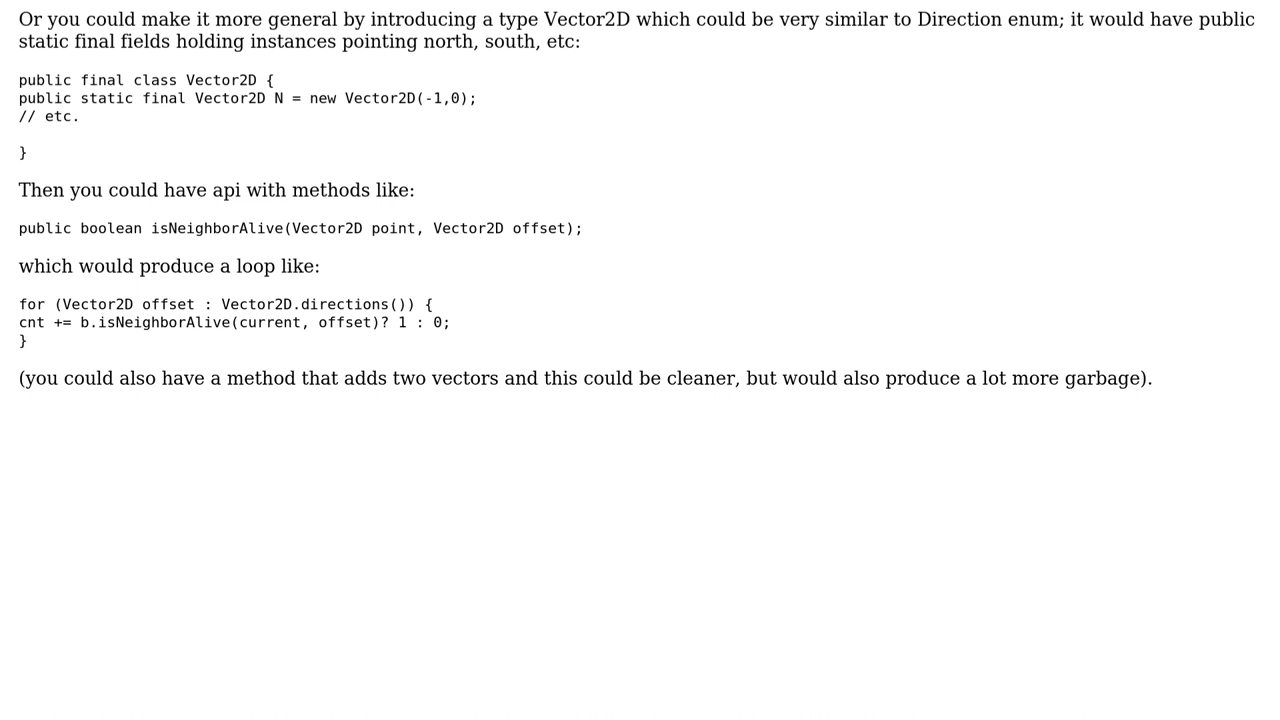 Or you could make it more general by introducing a type Vector2D which could be very similar to Direction enum; it would have public
static final fields holding instances pointing north, south, etc:
public final class Vector2D {
public static final Vector2D N = new Vector2D(-1,0);
// etc.
}
Then you could have api with methods like:
public boolean isNeighborAlive(Vector2D point, Vector2D offset);
which would produce a loop like:
for (Vector2D offset : Vector2D.directions()) {
cnt += b.isNeighborAlive(current, offset)? 1 : 0;
}
(you could also have a method that adds two vectors and this could be cleaner, but would also produce a lot more garbage).